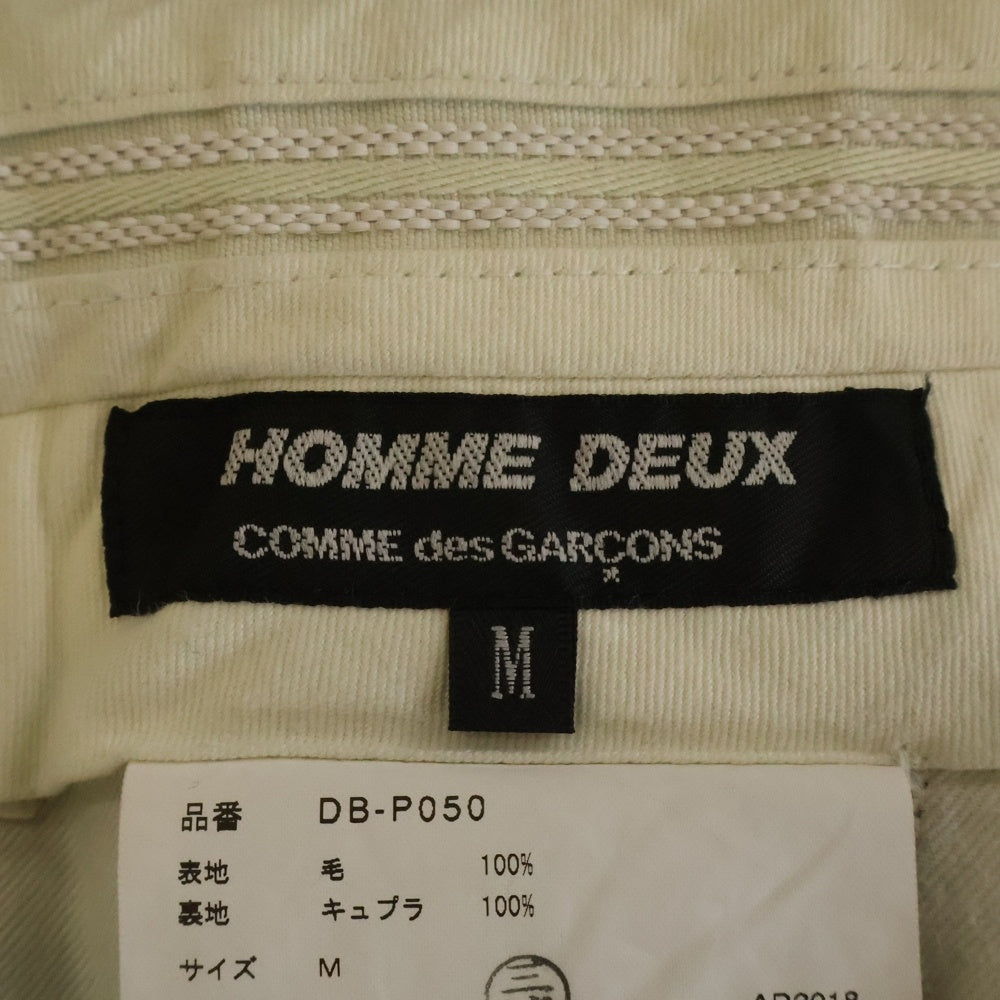 HOMME DEUX
COMME des GARÇONS
M
品番 DB-P050
表地 毛 100%
裏地 キュプラ 100%
サイズ M
AD2018